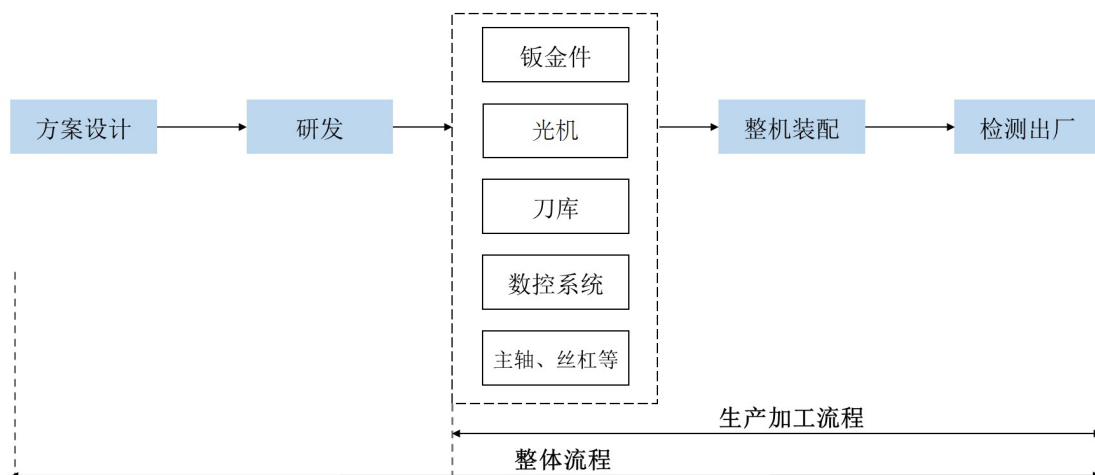 钣金件
方案设计
研发
光机
整机装配
检测出厂
刀库
数控系统
主轴、丝杠等
生产加工流程
整体流程